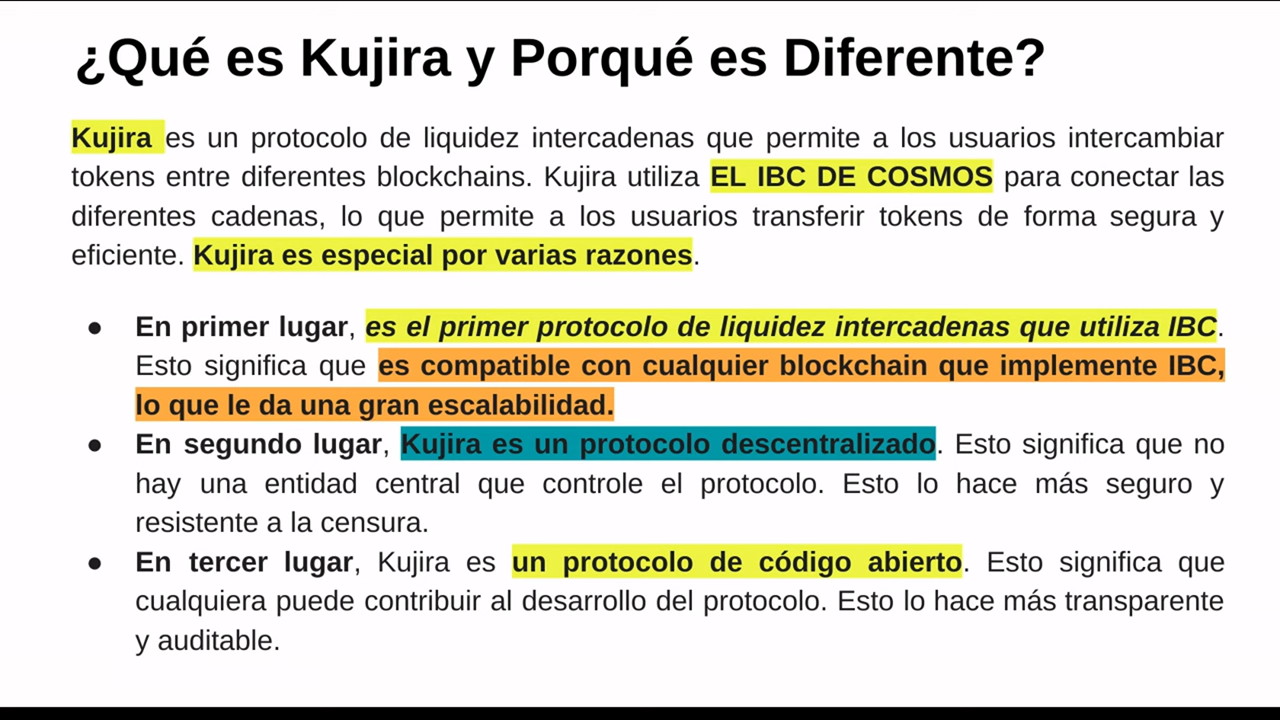 ¿Qué es Kujira y Porqué es Diferente?
Kujira es un protocolo de liquidez intercadenas que permite a los usuarios intercambiar
tokens entre diferentes blockchains. Kujira utiliza EL IBC DE COSMOS para conectar las
diferentes cadenas, lo que permite a los usuarios transferir tokens de forma segura y
eficiente. Kujira es especial por varias razones.
● En primer lugar, es el primer protocolo de liquidez intercadenas que utiliza IBC.
Esto significa que es compatible con cualquier blockchain que implemente IBC,
lo que le da una gran escalabilidad.
● En segundo lugar, Kujira es un protocolo descentralizado. Esto significa que no
hay una entidad central que controle el protocolo. Esto lo hace más seguro y
resistente a la censura.
● En tercer lugar, Kujira es un protocolo de código abierto. Esto significa que
cualquiera puede contribuir al desarrollo del protocolo. Esto lo hace más transparente
y auditable.